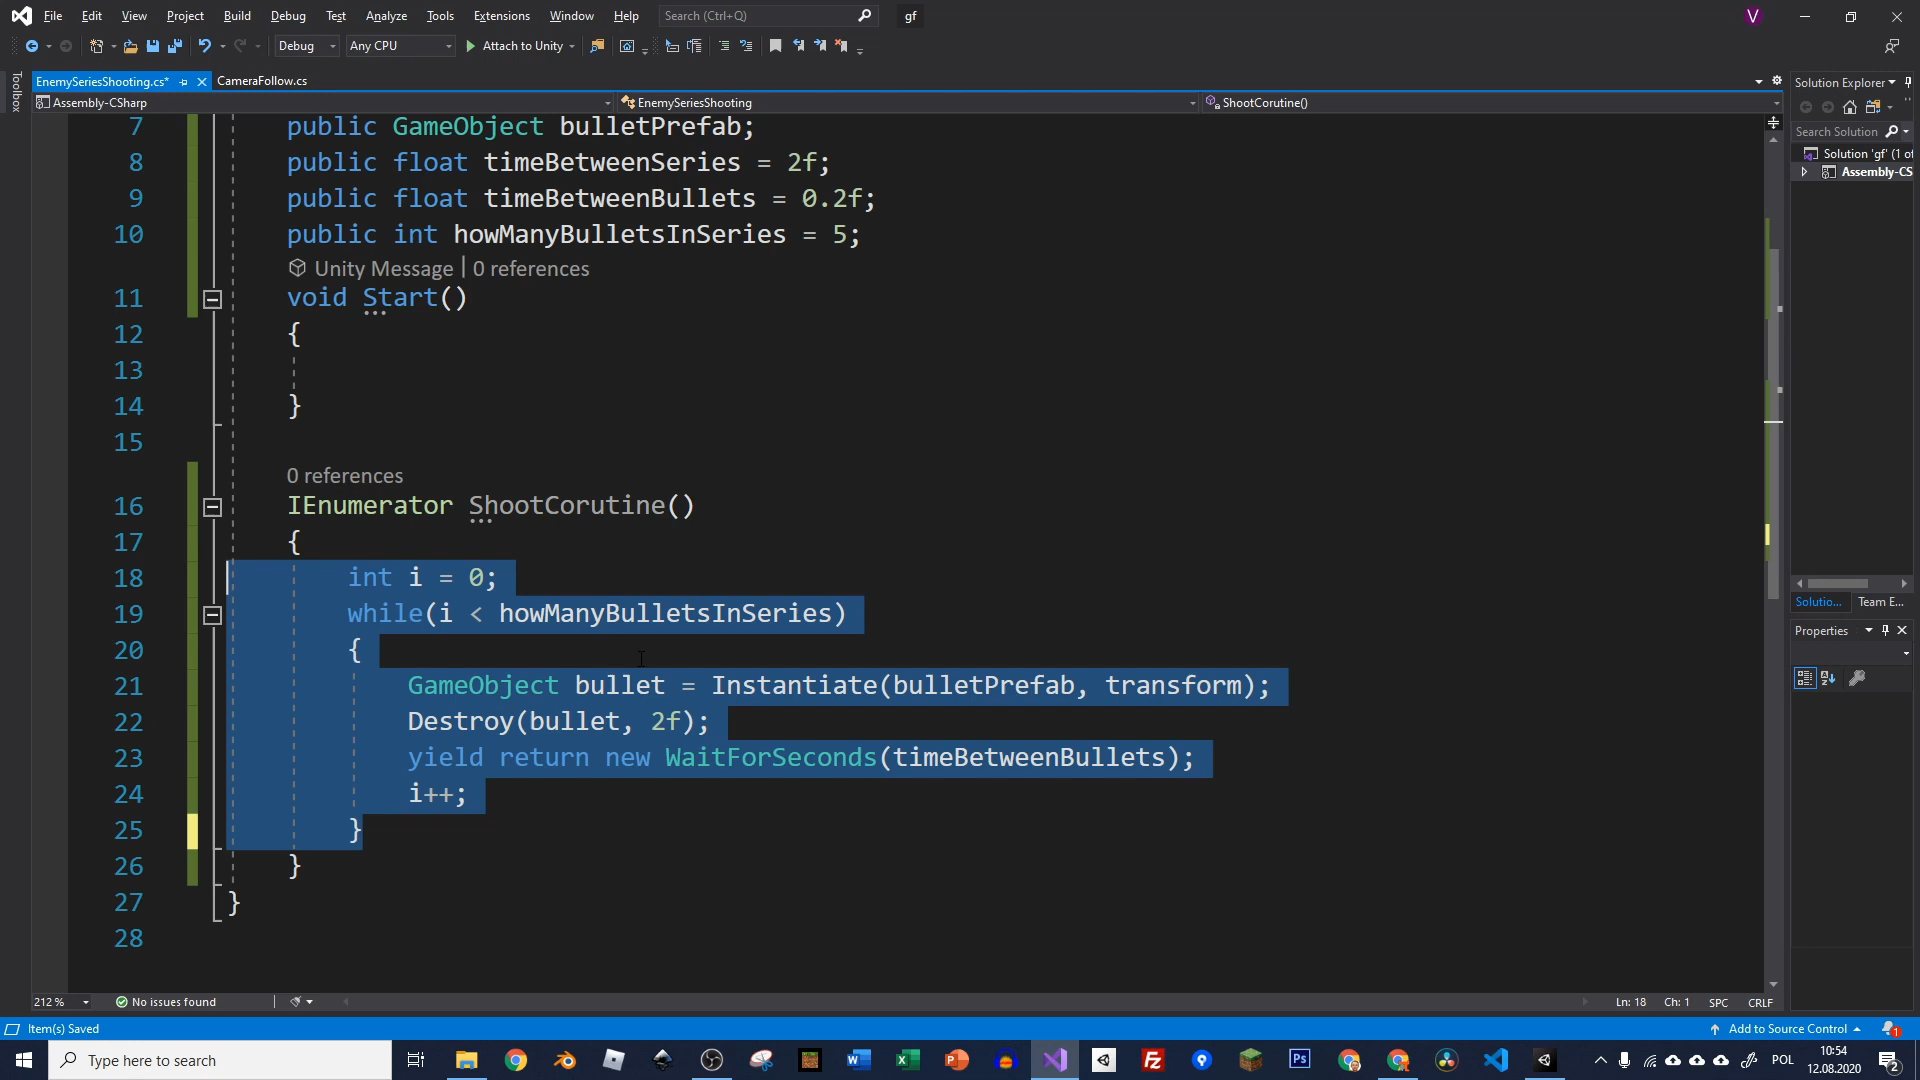 File Edit View Project Build Debug Test Analyze Tools Extensions Window Help Search (Ctrl+Q) gf V
Debug Any CPU Attach to Unity
Toolbox
EnemySeriesShooting.cs* CameraFollow.cs
Assembly-CSharp EnemySeriesShooting ShootCorutine()
7 public GameObject bulletPrefab;
8 public float timeBetweenSeries = 2f;
9 public float timeBetweenBullets = 0.2f;
10 public int howManyBulletsInSeries = 5;
Unity Message | 0 references
11 void Start()
12 {
13
14 }
15
0 references
16 IEnumerator ShootCorutine()
17 {
18 int i = 0;
19 while(i < howManyBulletsInSeries)
20 {
21 GameObject bullet = Instantiate(bulletPrefab, transform);
22 Destroy(bullet, 2f);
23 yield return new WaitForSeconds(timeBetweenBullets);
24 i++;
25 }
26 }
27 }
28
212 % No issues found Ln: 18 Ch: 1 SPC CRLF
Solution Explorer
Search Solution
Solution 'gf' (1 of
Assembly-CS
Solutio... Team E...
Properties
Item(s) Saved Add to Source Control 1
Type here to search POL 10:54
12.08.2020 2